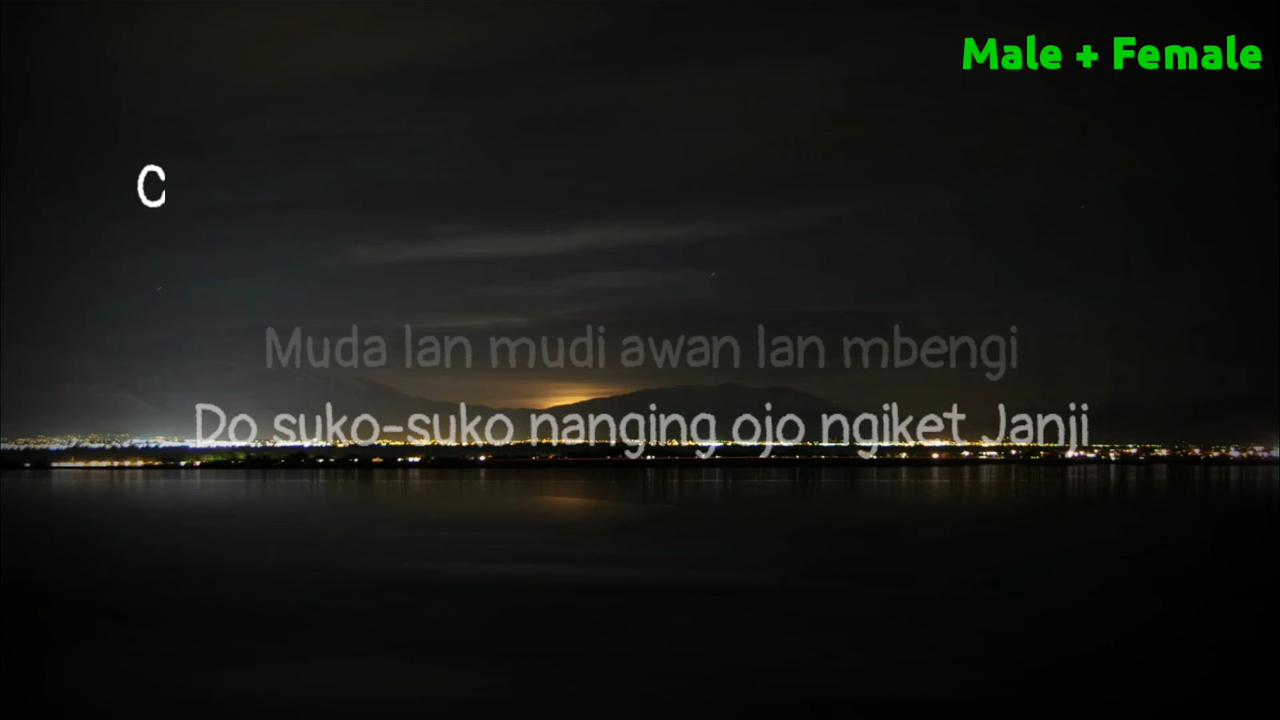 Male + Female
Muda lan mudi awan lan mbengi
Do suko-suko nanging ojo ngiket Janji